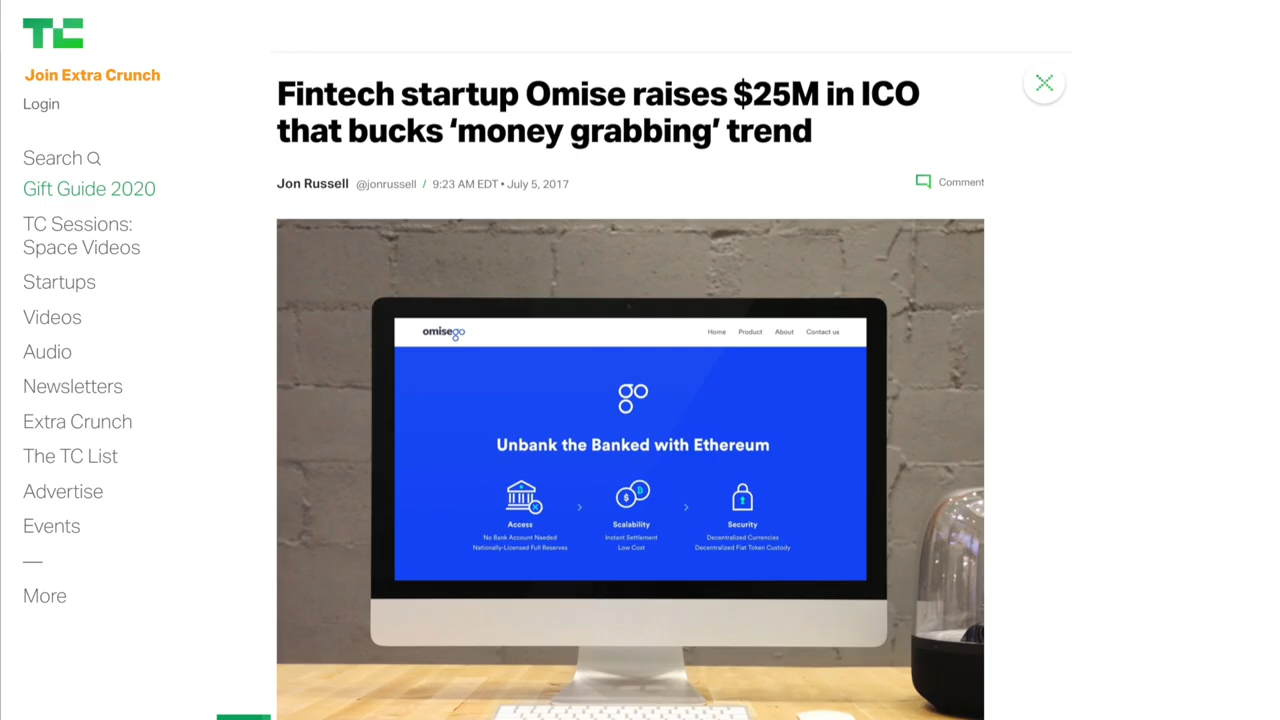 TC
Join Extra Crunch
Login
Search
Gift Guide 2020
TC Sessions:
Space Videos
Startups
Videos
Audio
Newsletters
Extra Crunch
The TC List
Advertise
Events
—
More
Fintech startup Omise raises $25M in ICO
that bucks ‘money grabbing’ trend
Jon Russell @jonrussell / 9:23 AM EDT • July 5, 2017
Comment
omisego
Home Product About Contact us
go
Unbank the Banked with Ethereum
Access
No Bank Account Needed
Nationally-Licensed Full Reserves
Scalability
Instant Settlement
Low Cost
Security
Decentralized Currencies
Decentralized Fiat Token Custody